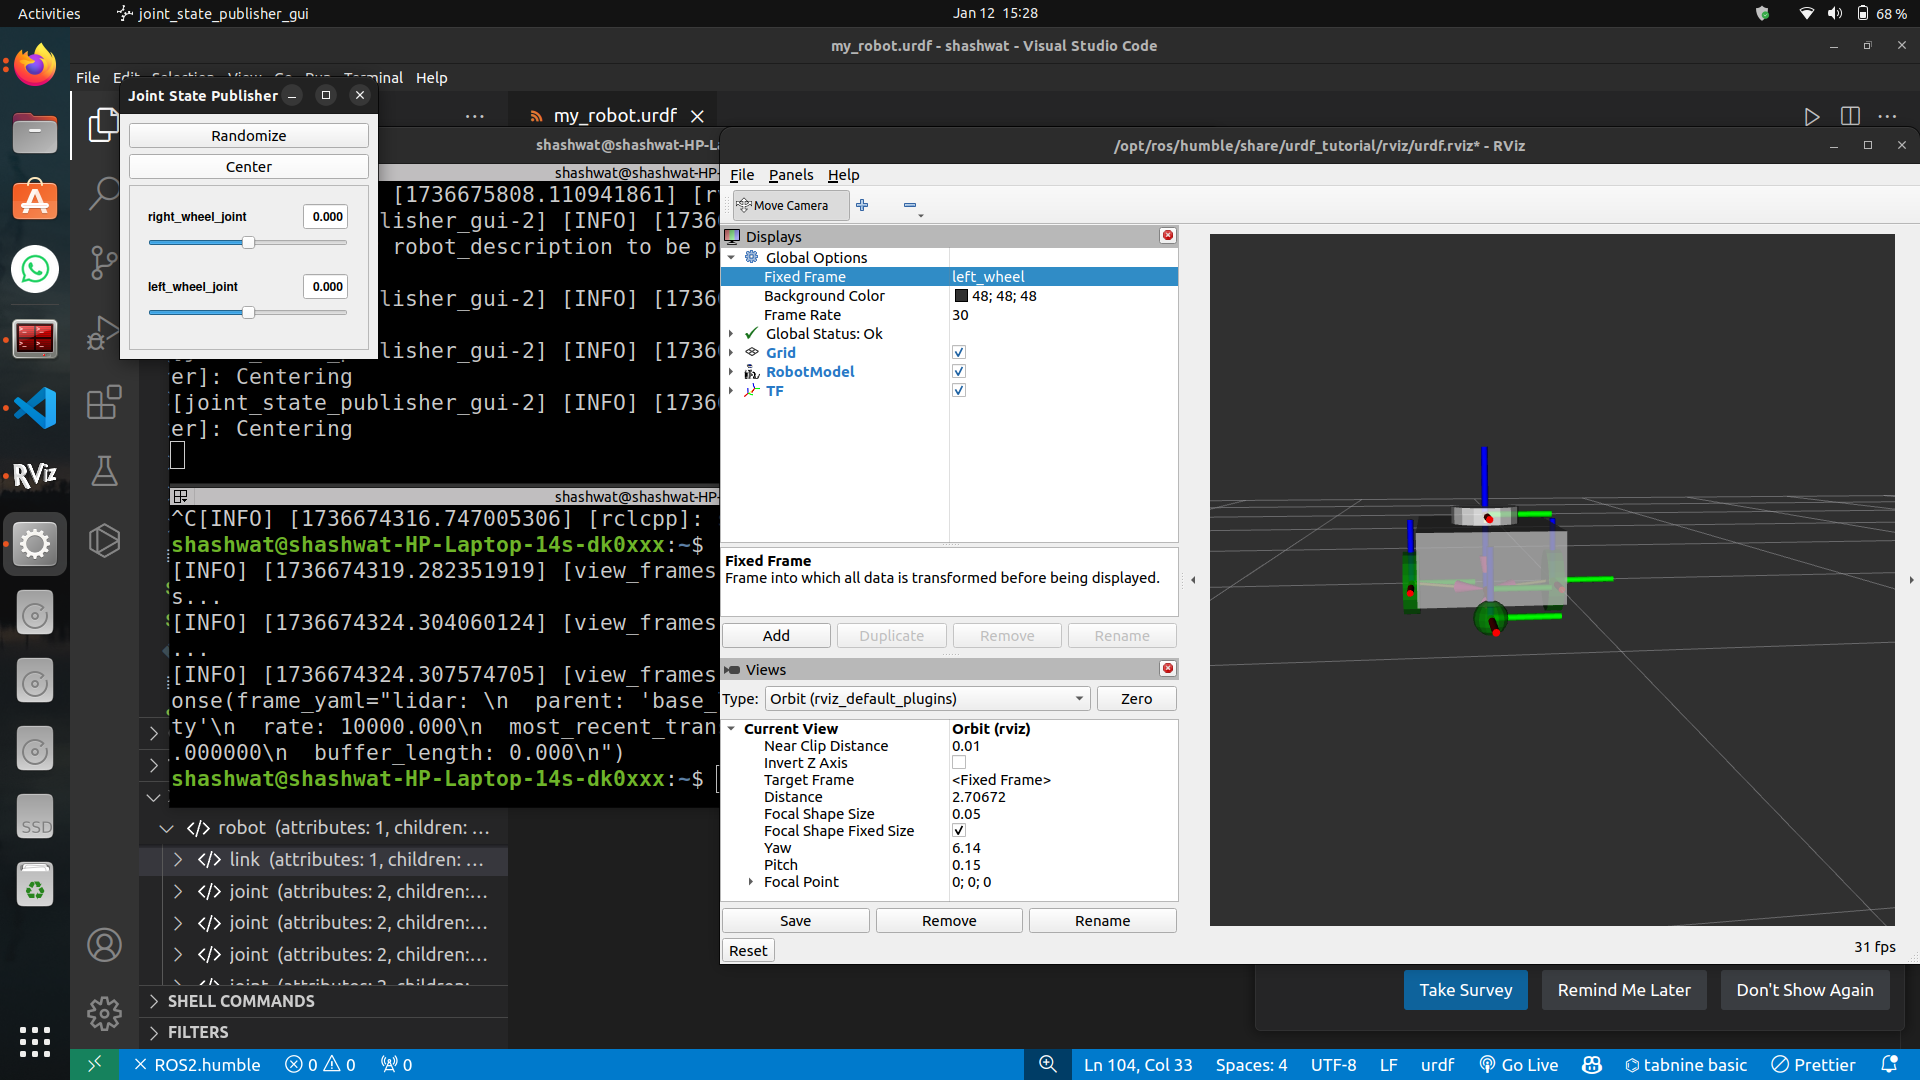 Activities
joint_state_publisher_gui
Jan 12 15:28
68 %
my_robot.urdf - shashwat - Visual Studio Code
File
Terminal Help
Joint State Publisher
Randomize
Center
right_wheel_joint 0.000
left_wheel_joint 0.000
my_robot.urdf
shashwat@shashwat-HP-La
shashwat@shashwat-HP-
[1736675808.110941861] [r
lisher_gui-2] [INFO] [1736
robot_description to be p
lisher_gui-2] [INFO] [1736
lisher_gui-2] [INFO] [1736
er]: Centering
[joint_state_publisher_gui-2] [INFO] [1736
er]: Centering
shashwat@shashwat-HP-
^C[INFO] [1736674316.747005306] [rclcpp]:
shashwat@shashwat-HP-Laptop-14s-dk0xxx:~$
[INFO] [1736674319.282351919] [view_frames
s...
[INFO] [1736674324.304060124] [view_frames
...
[INFO] [1736674324.307574705] [view_frames
onse(frame_yaml="lidar: \n  parent: 'base_
ty'\n  rate: 10000.000\n  most_recent_tran
.000000\n  buffer_length: 0.000\n")
shashwat@shashwat-HP-Laptop-14s-dk0xxx:~$
robot (attributes: 1, children: ...
link (attributes: 1, children: ...
joint (attributes: 2, children:...
joint (attributes: 2, children:...
joint (attributes: 2, children:...
SHELL COMMANDS
FILTERS
/opt/ros/humble/share/urdf_tutorial/rviz/urdf.rviz* - RViz
File Panels Help
Move Camera
Displays
Global Options
Fixed Frame left_wheel
Background Color 48; 48; 48
Frame Rate 30
Global Status: Ok
Grid
RobotModel
TF
Fixed Frame
Frame into which all data is transformed before being displayed.
Add Duplicate Remove Rename
Views
Type: Orbit (rviz_default_plugins) Zero
Current View Orbit (rviz)
Near Clip Distance 0.01
Invert Z Axis
Target Frame <Fixed Frame>
Distance 2.70672
Focal Shape Size 0.05
Focal Shape Fixed Size
Yaw 6.14
Pitch 0.15
Focal Point 0; 0; 0
Save Remove Rename
Reset
31 fps
Take Survey Remind Me Later Don't Show Again
RViz
SSD
ROS2.humble 0 0 0
Ln 104, Col 33 Spaces: 4 UTF-8 LF urdf Go Live tabnine basic Prettier